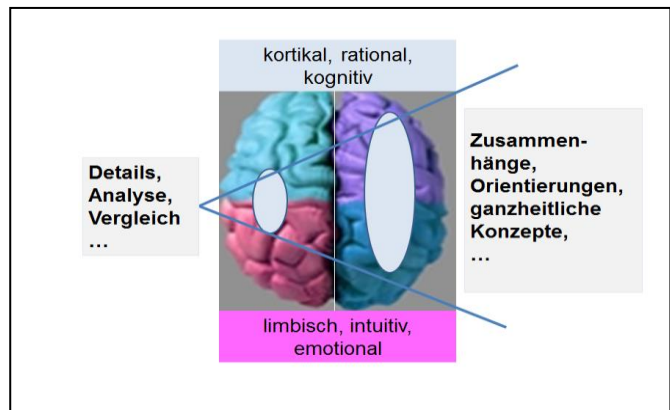 kortikal, rational,
kognitiv
Details,
Analyse,
Vergleich
...
Zusammen-
hänge,
Orientierungen,
ganzheitliche
Konzepte,
...
limbisch, intuitiv,
emotional